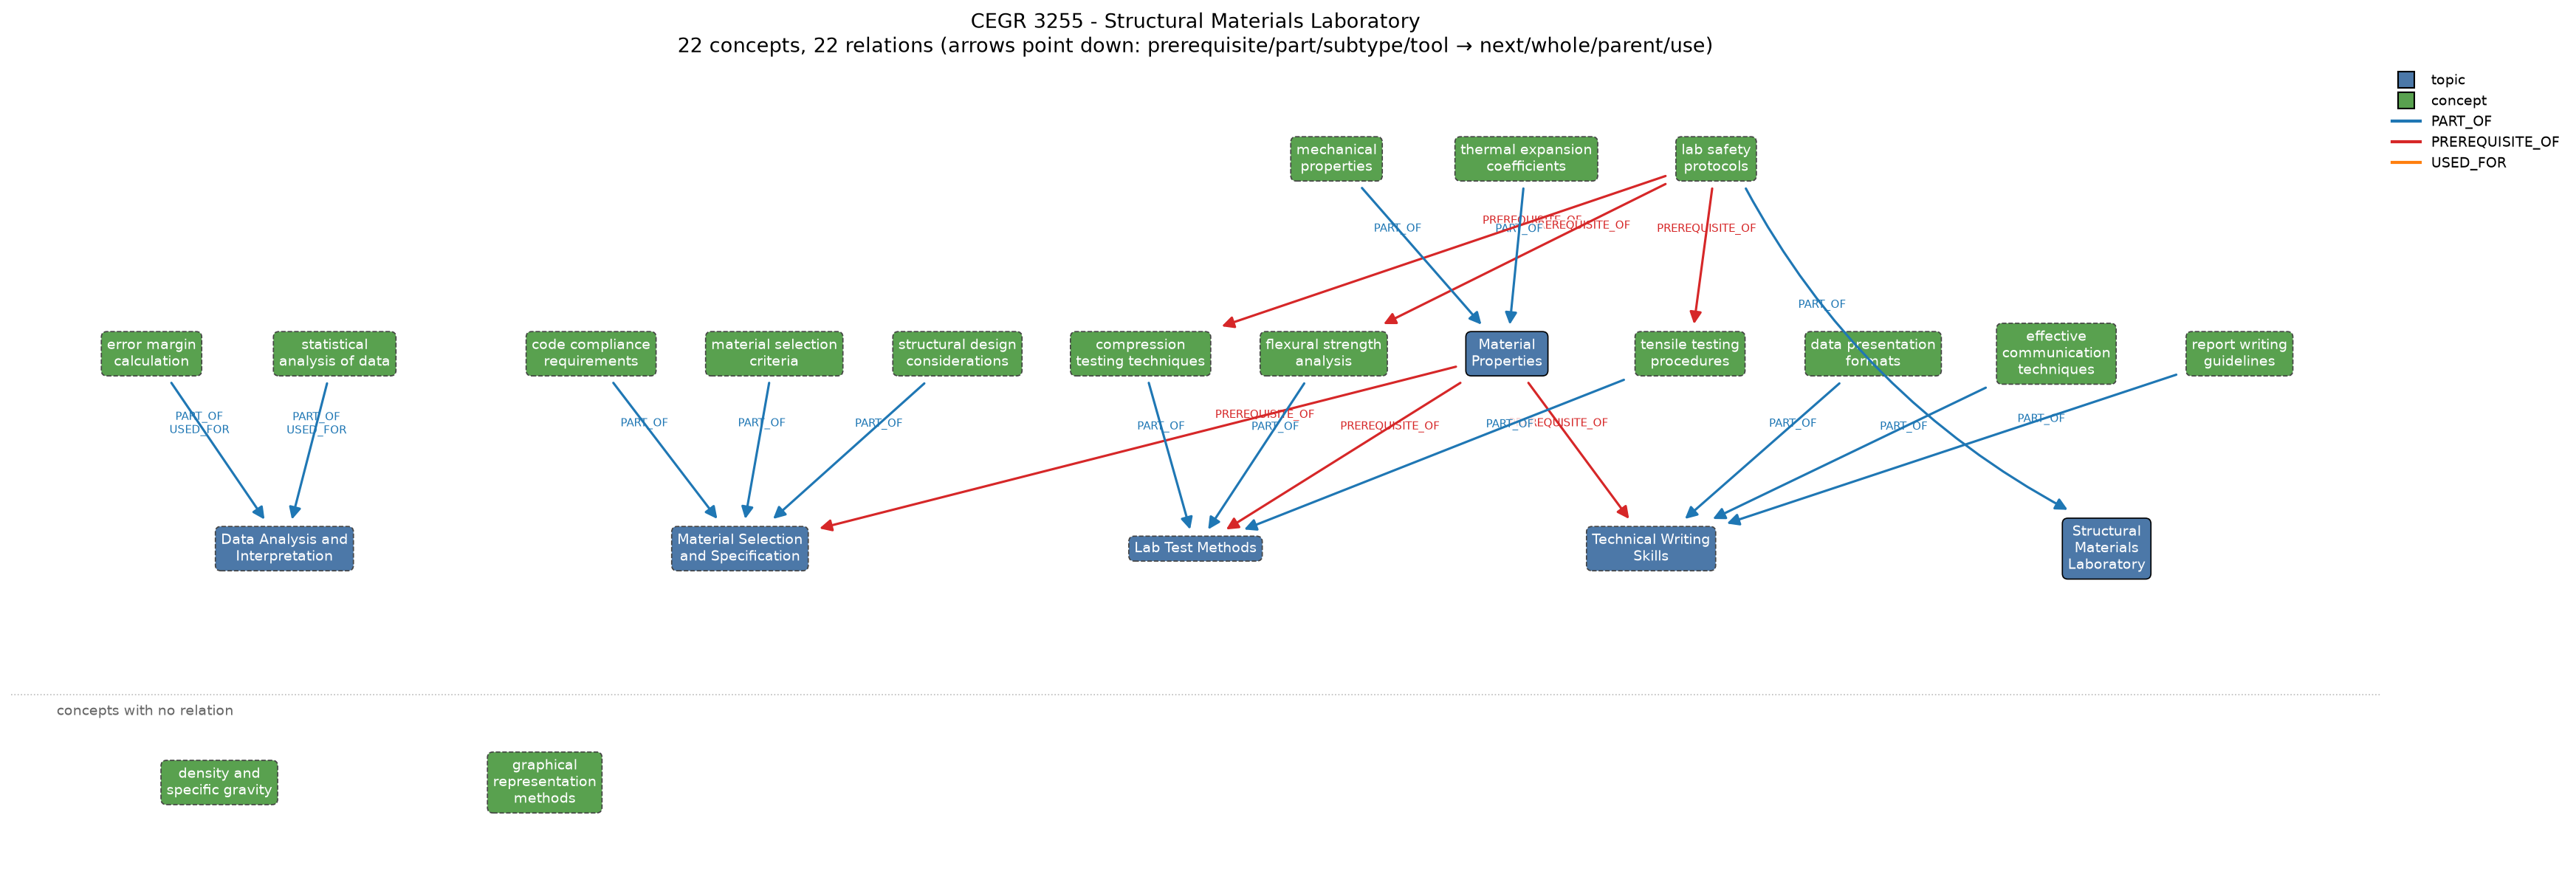 CEGR 3255 - Structural Materials Laboratory
22 concepts, 22 relations (arrows point down: prerequisite/part/subtype/tool → next/whole/parent/use)
topic
concept
PART_OF
PREREQUISITE_OF
USED_FOR
mechanical
properties
thermal expansion
coefficients
lab safety
protocols
PREREQUISITE_OF
PART_OF
PART_OF
PREREQUISITE_OF
PART_OF
error margin
calculation
statistical
analysis of data
code compliance
requirements
material selection
criteria
structural design
considerations
compression
testing techniques
flexural strength
analysis
Material
Properties
tensile testing
procedures
data presentation
formats
effective
communication
techniques
report writing
guidelines
PART_OF
USED_FOR
PART_OF
USED_FOR
PART_OF
PART_OF
PART_OF
PART_OF
PREREQUISITE_OF
PART_OF
PREREQUISITE_OF
PART_OF
PART_OF
PART_OF
PART_OF
Data Analysis and
Interpretation
Material Selection
and Specification
Lab Test Methods
Technical Writing
Skills
Structural
Materials
Laboratory
concepts with no relation
density and
specific gravity
graphical
representation
methods